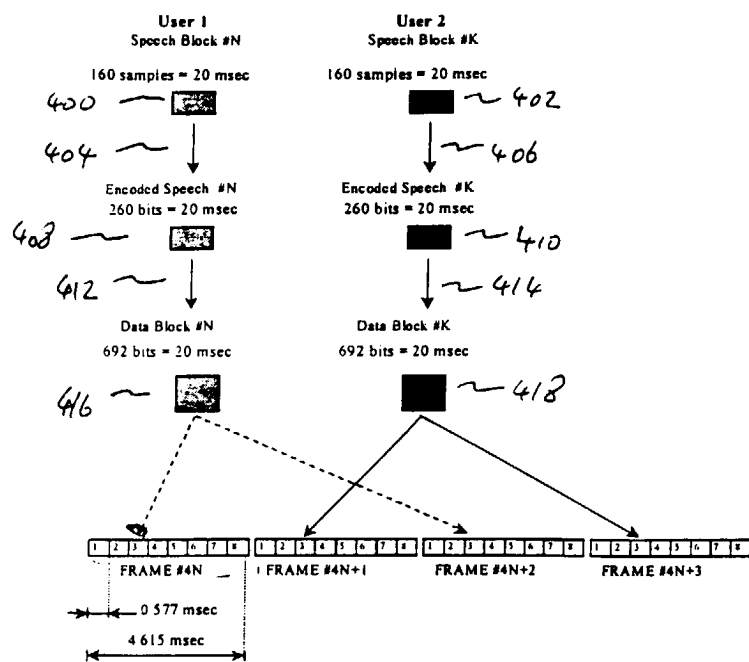 User 1 User 2
Speech Block #N Speech Block #K
160 samples = 20 msec 160 samples = 20 msec
400 402
404 406
Encoded Speech #N Encoded Speech #K
260 bits = 20 msec 260 bits = 20 msec
408 410
412 414
Data Block #N Data Block #K
692 bits = 20 msec 692 bits = 20 msec
416 418
1 2 3 4 5 6 7 8 1 2 3 4 5 6 7 8 1 2 3 4 5 6 7 8 1 2 3 4 5 6 7 8
FRAME #4N FRAME #4N+1 FRAME #4N+2 FRAME #4N+3
0 577 msec
4 615 msec